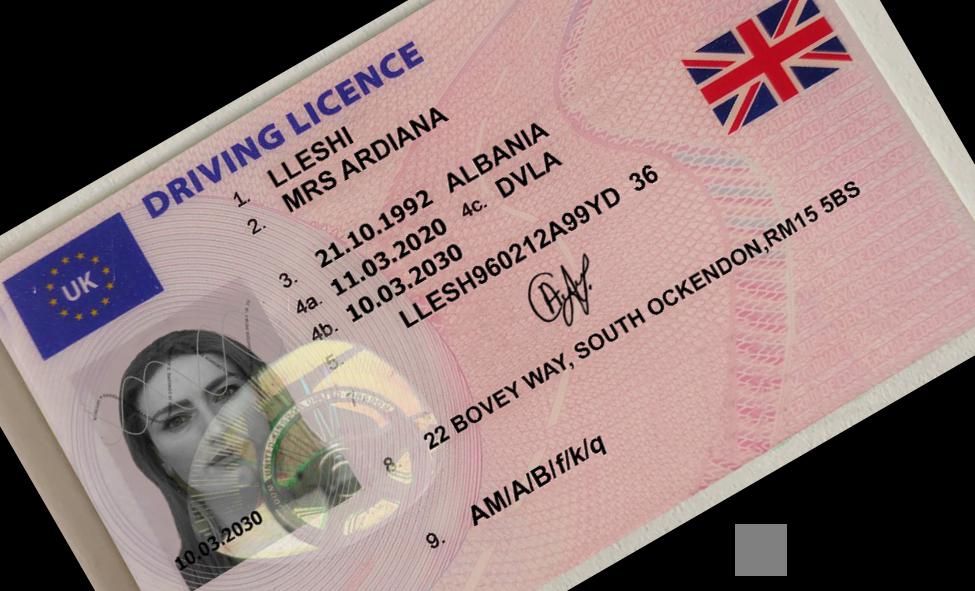 DRIVING LICENCE
1. LLESHI
2. MRS ARDIANA
3. 21.10.1992 ALBANIA
4a. 11.03.2020 4c. DVLA
4b. 10.03.2030
5. LLESH960212A99YD 36
UK
8. 22 BOVEY WAY, SOUTH OCKENDON,RM15 5BS
10.03.2030
9. AM/A/B/f/k/q